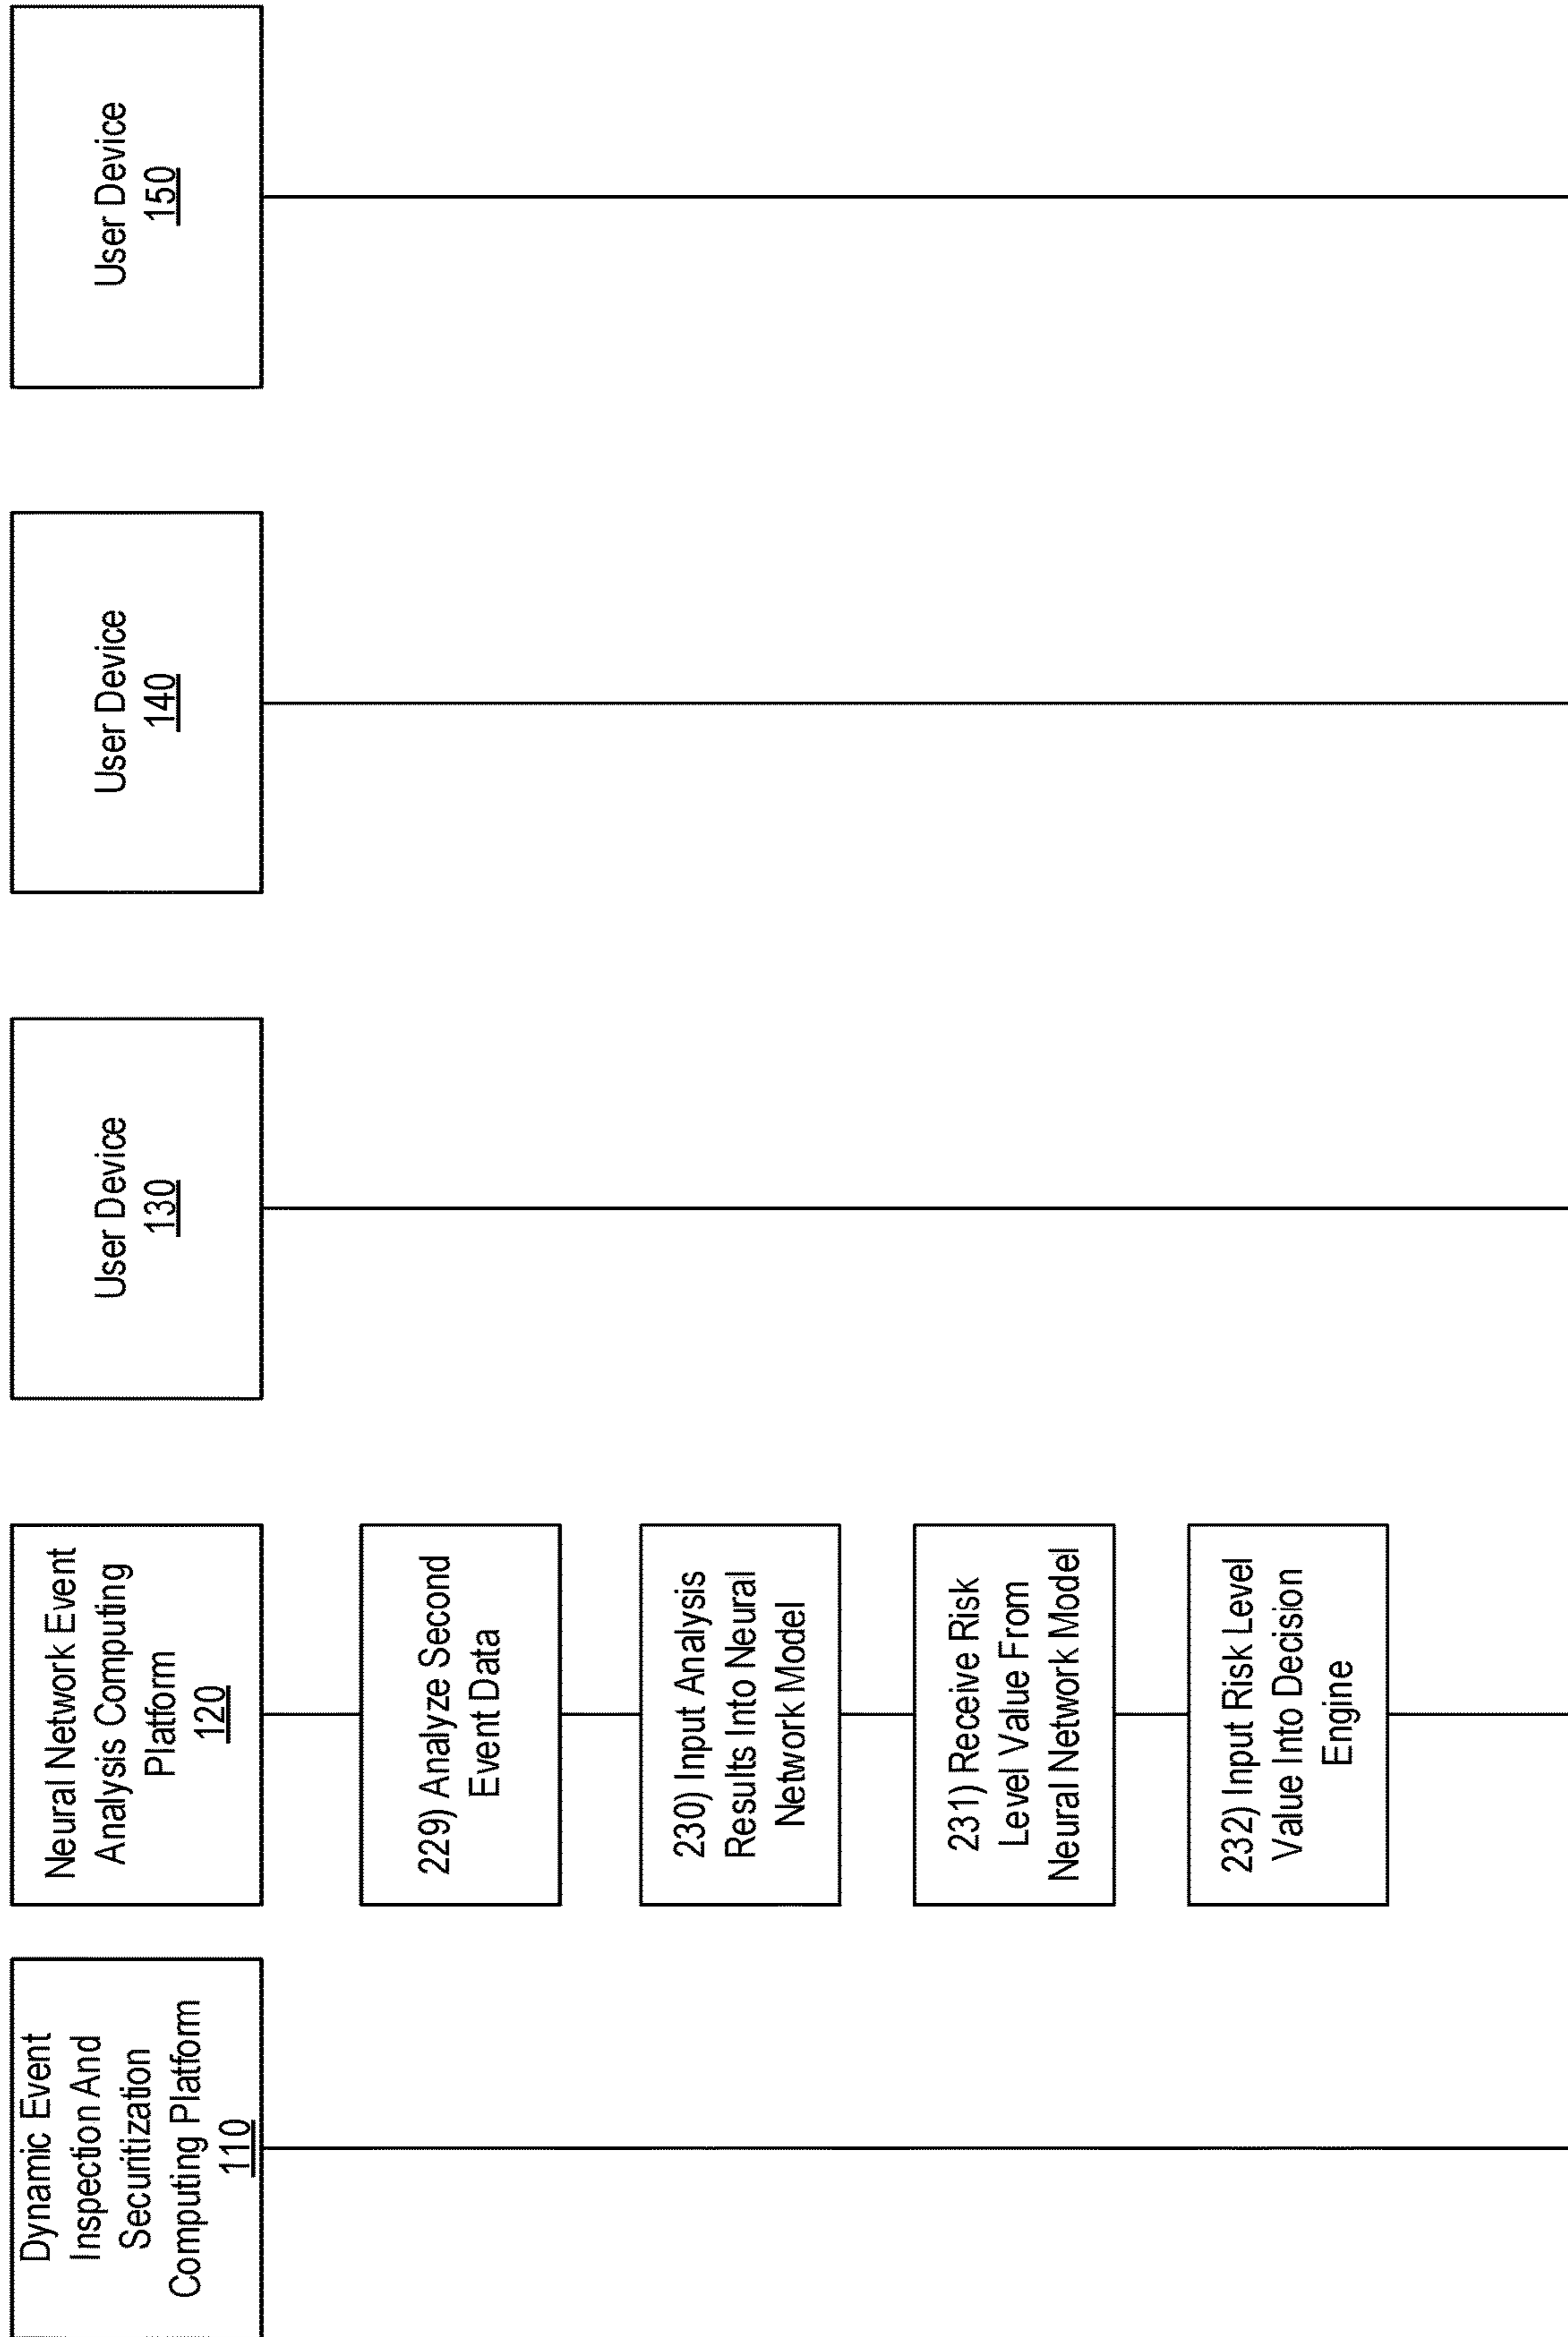 Dynamic Event
Inspection And
Securitization
Computing Platform
110
Neural Network Event
Analysis Computing
Platform
120
User Device
130
User Device
140
User Device
150
229) Analyze Second
Event Data
230) Input Analysis
Results Into Neural
Network Model
231) Receive Risk
Level Value From
Neural Network Model
232) Input Risk Level
Value Into Decision
Engine